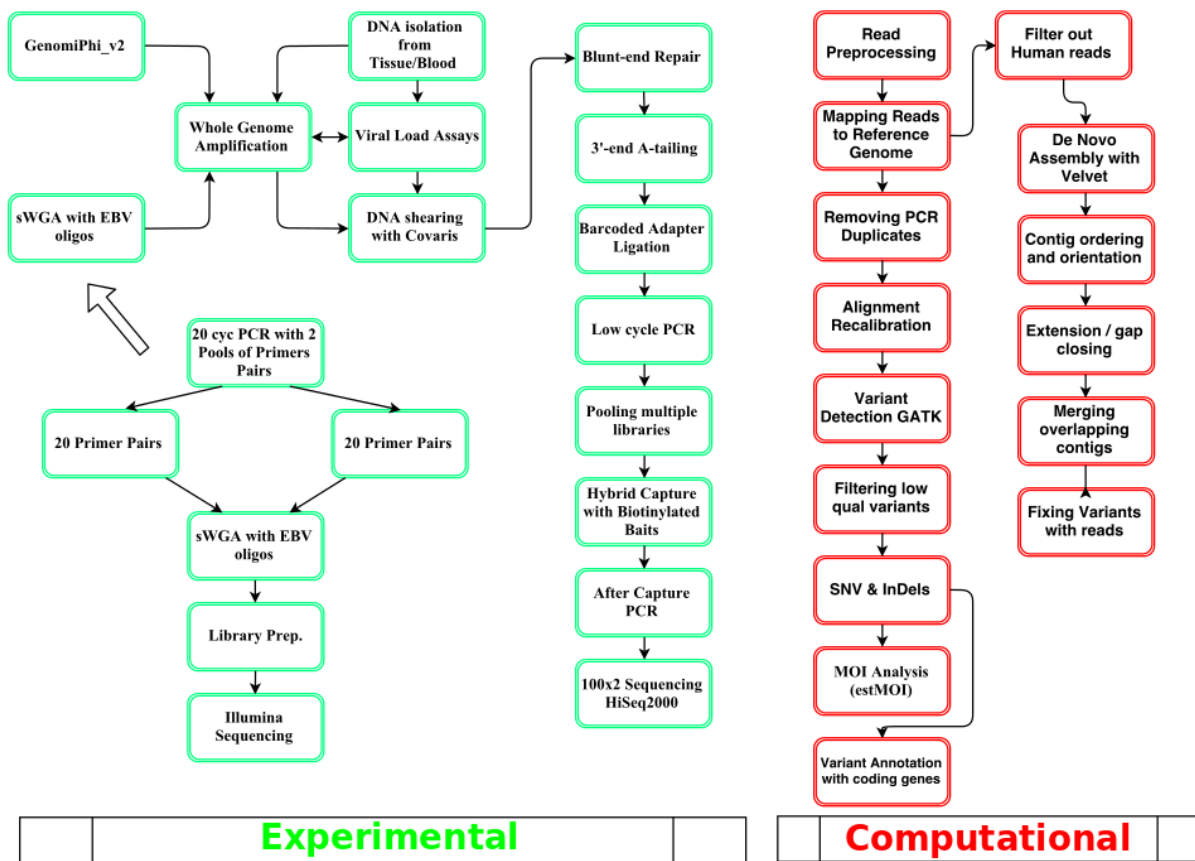 GenomiPhi_v2
DNA isolation
from
Tissue/Blood
Whole Genome
Amplification
Viral Load Assays
sWGA with EBV
oligos
DNA shearing
with Covaris
20 cyc PCR with 2
Pools of Primers
Pairs
20 Primer Pairs
20 Primer Pairs
sWGA with EBV
oligos
Library Prep.
Illumina
Sequencing
Blunt-end Repair
3'-end A-tailing
Barcoded Adapter
Ligation
Low cycle PCR
Pooling multiple
libraries
Hybrid Capture
with Biotinylated
Baits
After Capture
PCR
100x2 Sequencing
HiSeq2000
Experimental
Read
Preprocessing
Mapping Reads
to Reference
Genome
Removing PCR
Duplicates
Alignment
Recalibration
Variant
Detection GATK
Filtering low
qual variants
SNV & InDels
MOI Analysis
(estMOI)
Variant Annotation
with coding genes
Filter out
Human reads
De Novo
Assembly with
Velvet
Contig ordering
and orientation
Extension / gap
closing
Merging
overlapping
contigs
Fixing Variants
with reads
Computational